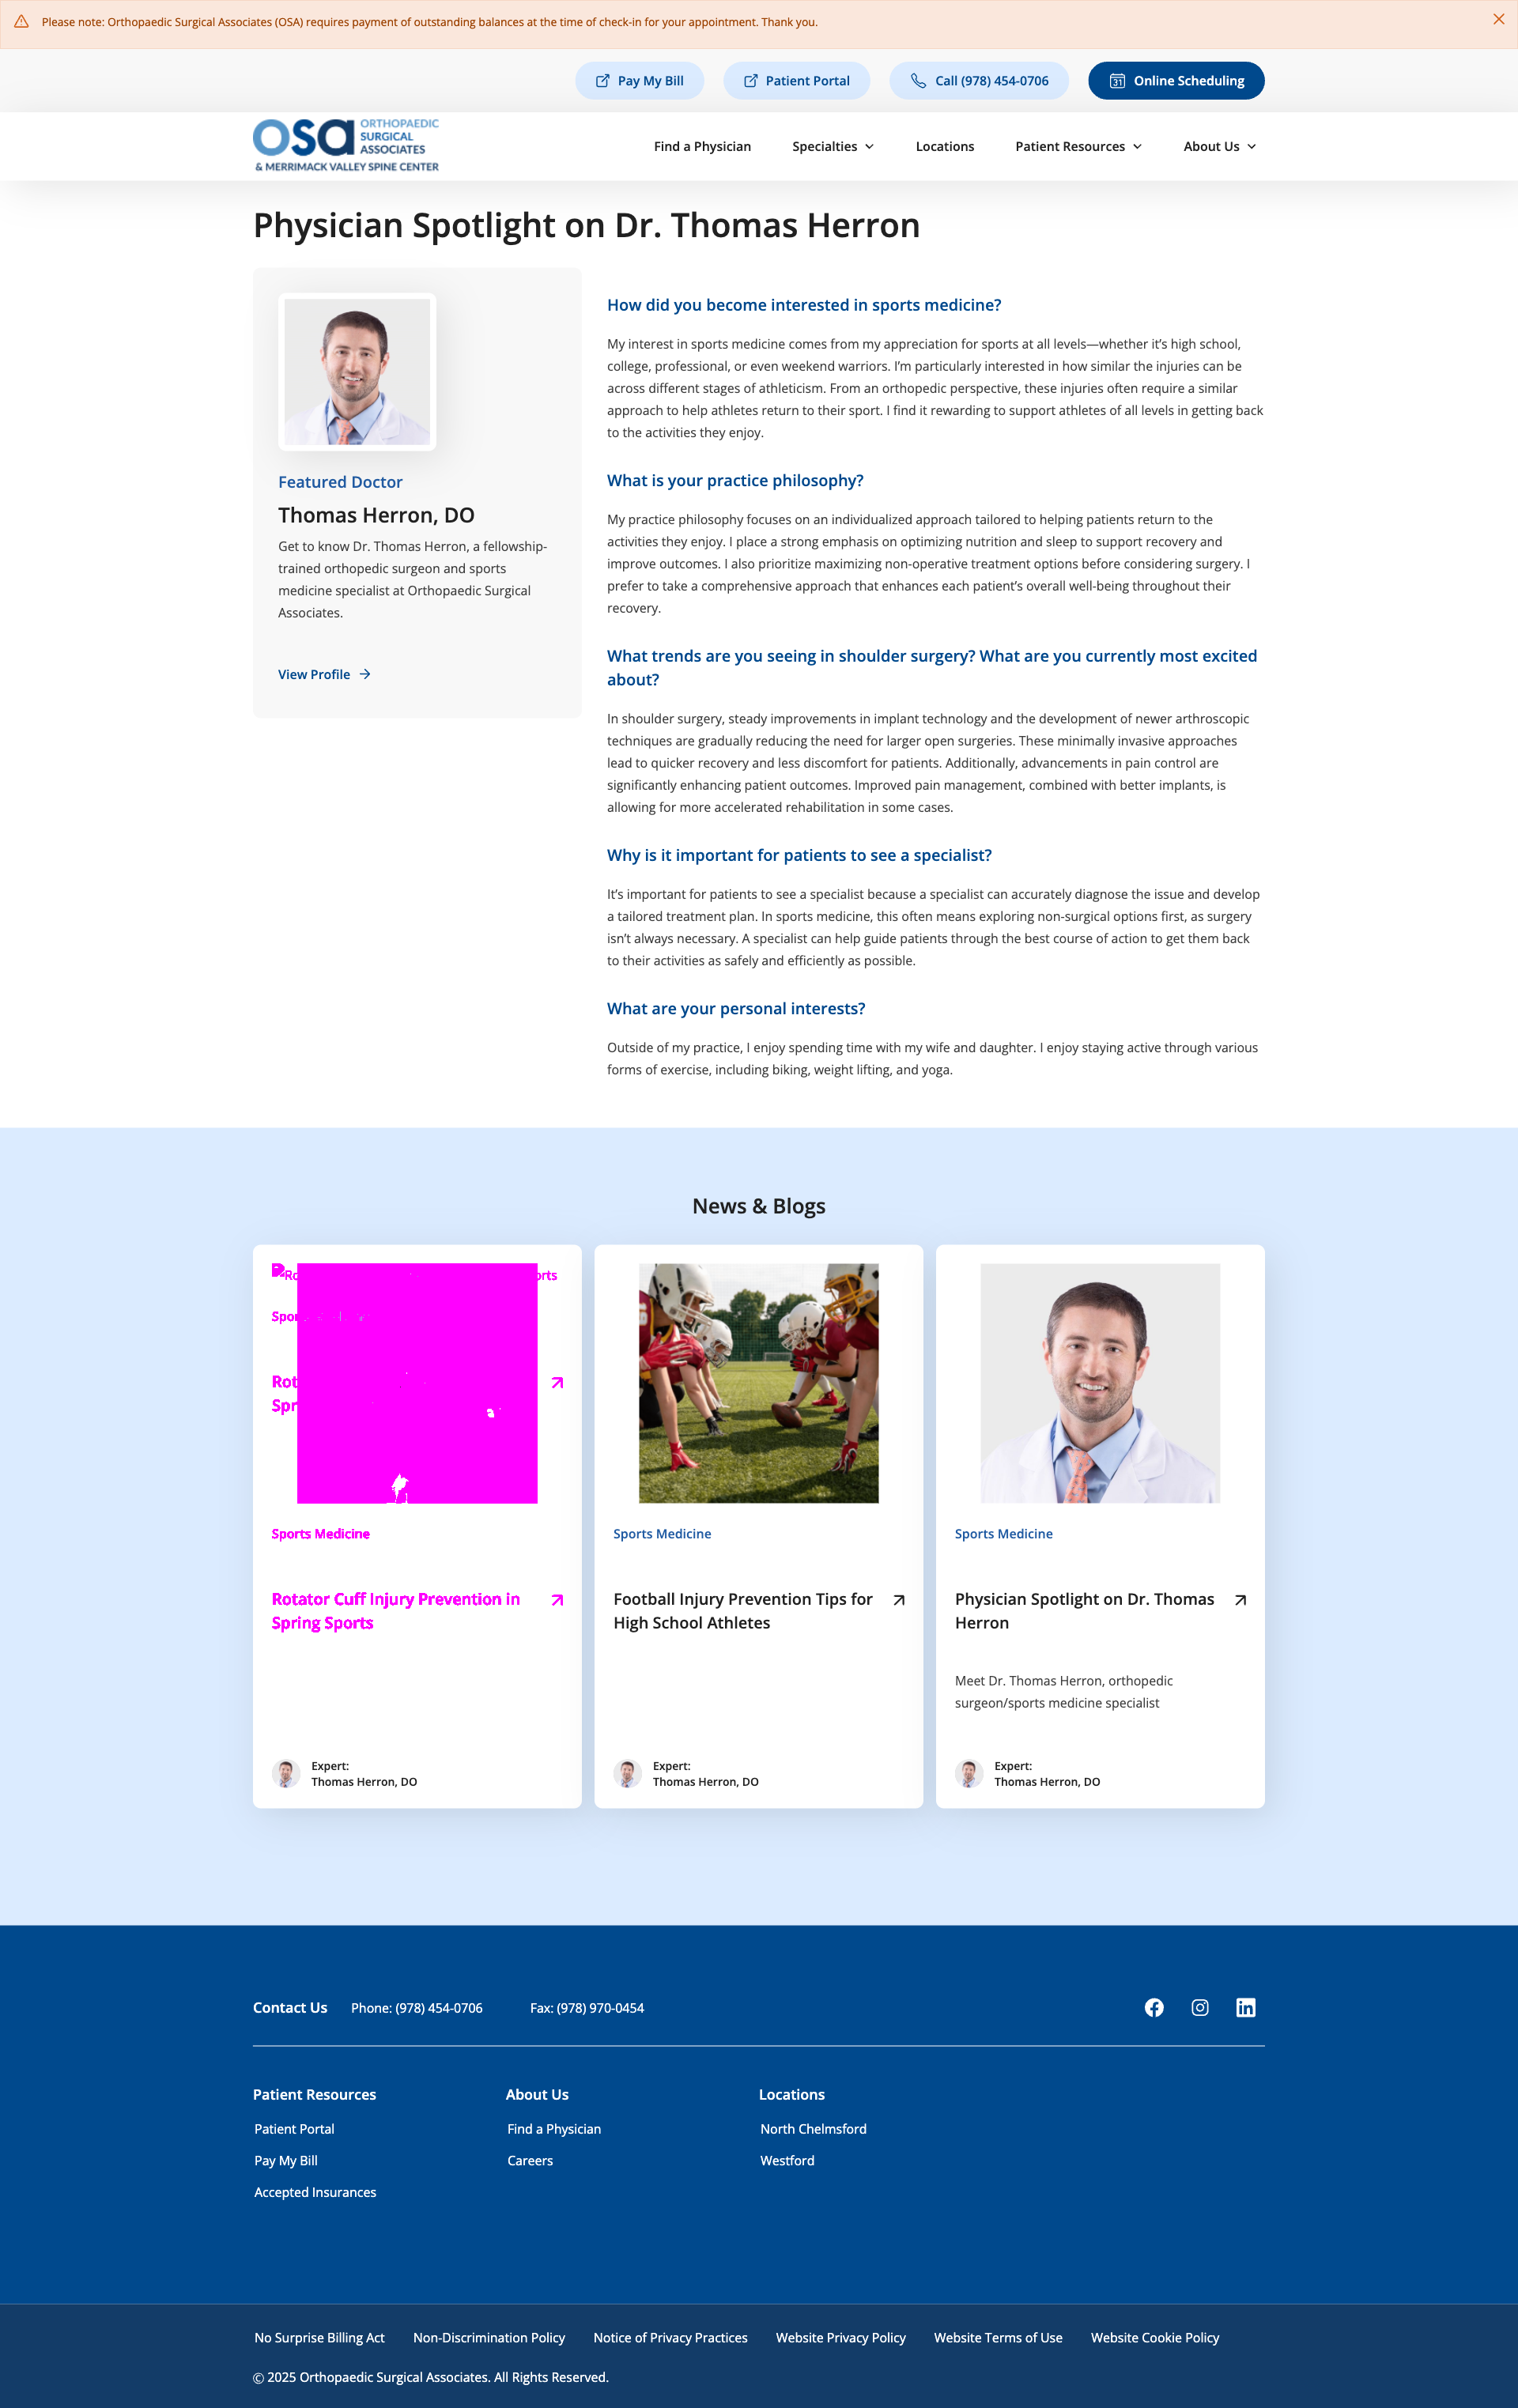 Please note: Orthopaedic Surgical Associates (OSA) requires payment of outstanding balances at the time of check-in for your appointment. Thank you.
Pay My Bill
Patient Portal
Call (978) 454-0706
31
Online Scheduling
osa ORTHOPAEDIC
SURGICAL
ASSOCIATES
& MERRIMACK VALLEY SPINE CENTER
Find a Physician
Specialties
Locations
Patient Resources
About Us
Physician Spotlight on Dr. Thomas Herron
Featured Doctor
Thomas Herron, DO
Get to know Dr. Thomas Herron, a fellowship-
trained orthopedic surgeon and sports
medicine specialist at Orthopaedic Surgical
Associates.
View Profile
How did you become interested in sports medicine?
My interest in sports medicine comes from my appreciation for sports at all levels—whether it’s high school,
college, professional, or even weekend warriors. I’m particularly interested in how similar the injuries can be
across different stages of athleticism. From an orthopedic perspective, these injuries often require a similar
approach to help athletes return to their sport. I find it rewarding to support athletes of all levels in getting back
to the activities they enjoy.
What is your practice philosophy?
My practice philosophy focuses on an individualized approach tailored to helping patients return to the
activities they enjoy. I place a strong emphasis on optimizing nutrition and sleep to support recovery and
improve outcomes. I also prioritize maximizing non-operative treatment options before considering surgery. I
prefer to take a comprehensive approach that enhances each patient’s overall well-being throughout their
recovery.
What trends are you seeing in shoulder surgery? What are you currently most excited
about?
In shoulder surgery, steady improvements in implant technology and the development of newer arthroscopic
techniques are gradually reducing the need for larger open surgeries. These minimally invasive approaches
lead to quicker recovery and less discomfort for patients. Additionally, advancements in pain control are
significantly enhancing patient outcomes. Improved pain management, combined with better implants, is
allowing for more accelerated rehabilitation in some cases.
Why is it important for patients to see a specialist?
It’s important for patients to see a specialist because a specialist can accurately diagnose the issue and develop
a tailored treatment plan. In sports medicine, this often means exploring non-surgical options first, as surgery
isn’t always necessary. A specialist can help guide patients through the best course of action to get them back
to their activities as safely and efficiently as possible.
What are your personal interests?
Outside of my practice, I enjoy spending time with my wife and daughter. I enjoy staying active through various
forms of exercise, including biking, weight lifting, and yoga.
News & Blogs
Sports Medicine
Rotator Cuff Injury Prevention in
Spring Sports
Expert:
Thomas Herron, DO
Sports Medicine
Football Injury Prevention Tips for
High School Athletes
Expert:
Thomas Herron, DO
Sports Medicine
Physician Spotlight on Dr. Thomas
Herron
Meet Dr. Thomas Herron, orthopedic
surgeon/sports medicine specialist
Expert:
Thomas Herron, DO
Contact Us
Phone: (978) 454-0706
Fax: (978) 970-0454
Patient Resources
Patient Portal
Pay My Bill
Accepted Insurances
About Us
Find a Physician
Careers
Locations
North Chelmsford
Westford
No Surprise Billing Act
Non-Discrimination Policy
Notice of Privacy Practices
Website Privacy Policy
Website Terms of Use
Website Cookie Policy
© 2025 Orthopaedic Surgical Associates. All Rights Reserved.